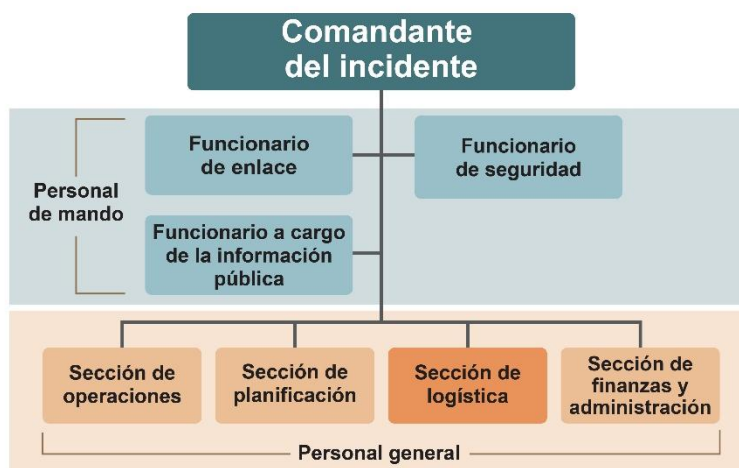 Comandante
del incidente
Funcionario
de enlace
Funcionario
de seguridad
Personal
de mando
Funcionario a cargo
de la información
pública
Sección de
operaciones
Sección de
planificación
Sección de
logística
Sección de
finanzas y
administración
Personal general